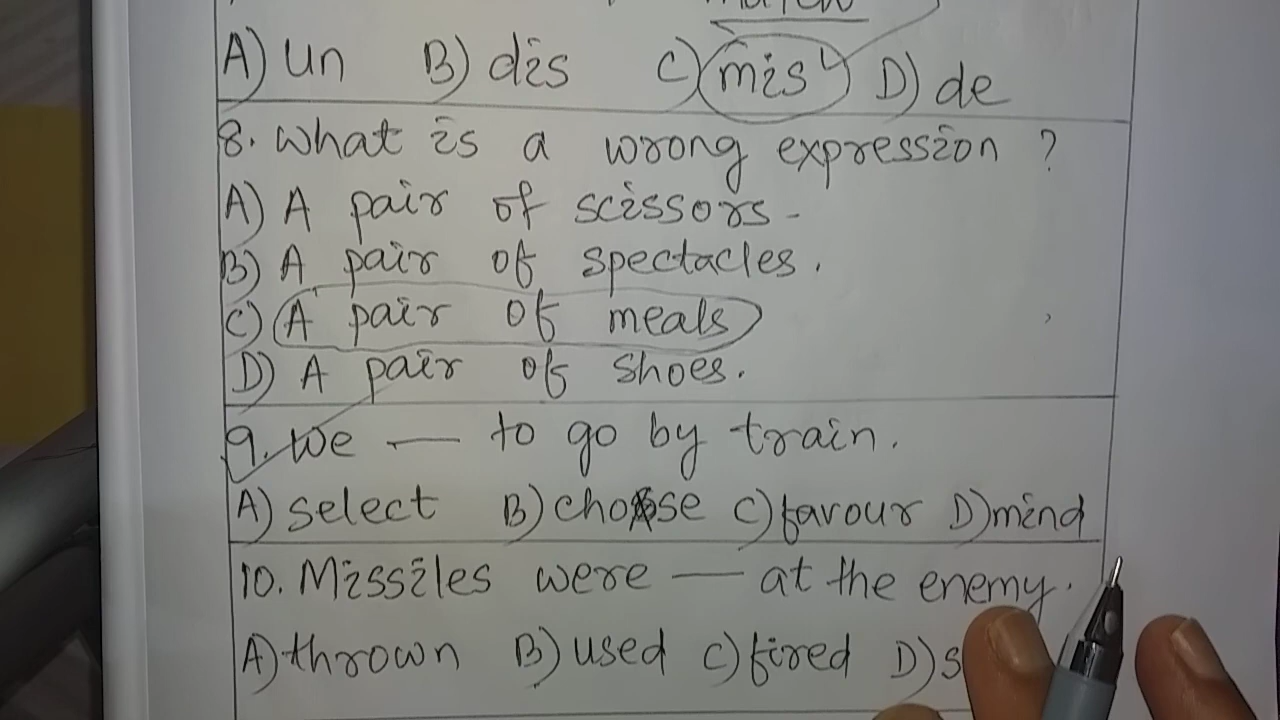 A) un B) dis C) mis D) de
8. What is a wrong expression ?
A) A pair of scissors.
B) A pair of spectacles.
C) A pair of meals
D) A pair of shoes.
9. We — to go by train.
A) select B) choose C) favour D) mind
10. Missiles were — at the enemy.
A) thrown B) used C) fired D) s